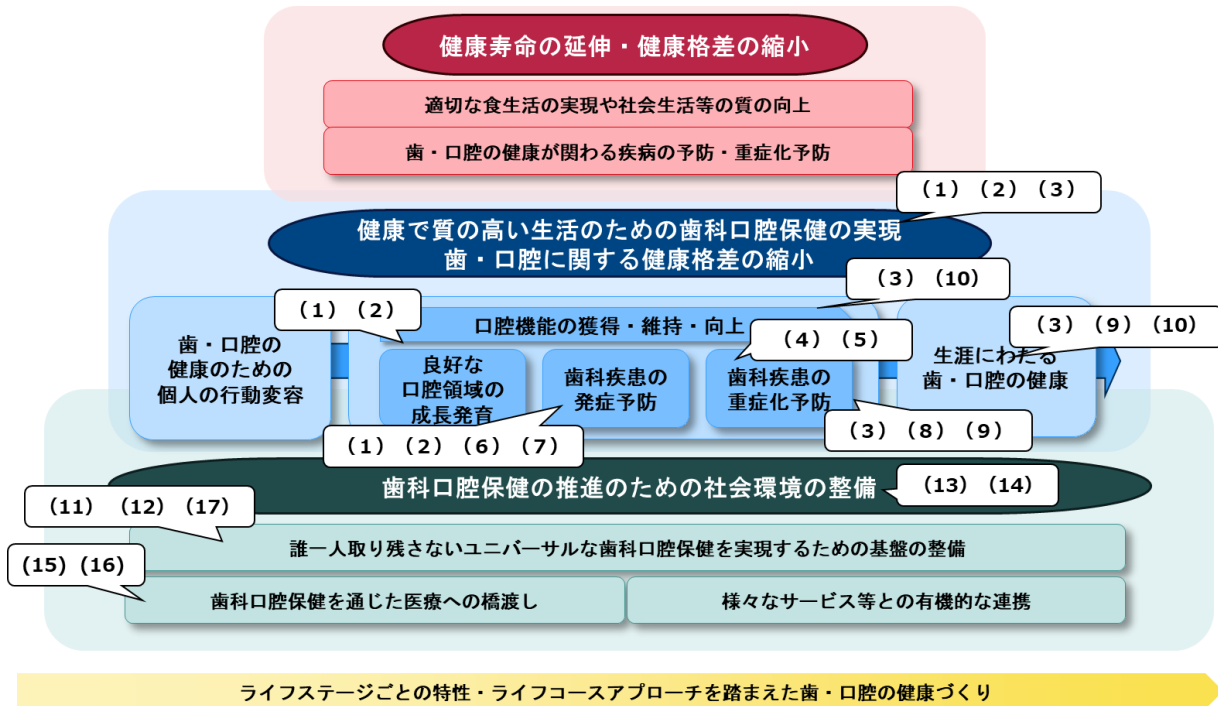 健康寿命の延伸・健康格差の縮小
適切な食生活の実現や社会生活等の質の向上
歯・口腔の健康が関わる疾病の予防・重症化予防
（1）（2）（3）
健康で質の高い生活のための歯科口腔保健の実現
歯・口腔に関する健康格差の縮小
（3）（10）
（1）（2）
口腔機能の獲得・維持・向上
（3）（9）（10）
（4）（5）
歯・口腔の
健康のための
個人の行動変容
良好な
口腔領域の
成長発育
歯科疾患の
発症予防
歯科疾患の
重症化予防
生涯にわたる
歯・口腔の健康
（1）（2）（6）（7）
（3）（8）（9）
歯科口腔保健の推進のための社会環境の整備
（13）（14）
（11）（12）（17）
誰一人取り残さないユニバーサルな歯科口腔保健を実現するための基盤の整備
（15）（16）
歯科口腔保健を通じた医療への橋渡し
様々なサービス等との有機的な連携
ライフステージごとの特性・ライフコースアプローチを踏まえた歯・口腔の健康づくり